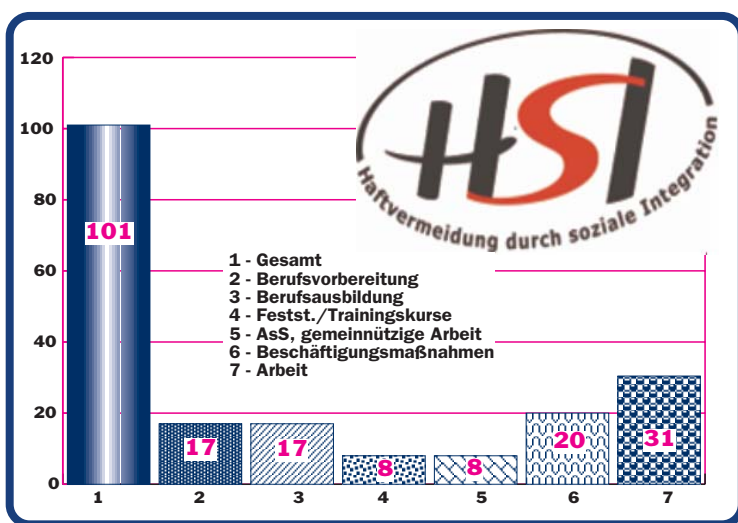 120
100
80
60
40
20
0
HSI
Haftvermeidung durch soziale Integration
101
17
17
8
8
20
31
1 - Gesamt
2 - Berufsvorbereitung
3 - Berufsausbildung
4 - Festst./Trainingskurse
5 - AsS, gemeinnützige Arbeit
6 - Beschäftigungsmaßnahmen
7 - Arbeit
1 2 3 4 5 6 7